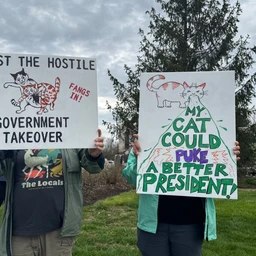 ST THE HOSTILE
FANGS
IN!
GOVERNMENT
TAKEOVER
The Locals
MY
CAT
COULD
PUKE
A BETTER
PRESIDENT!